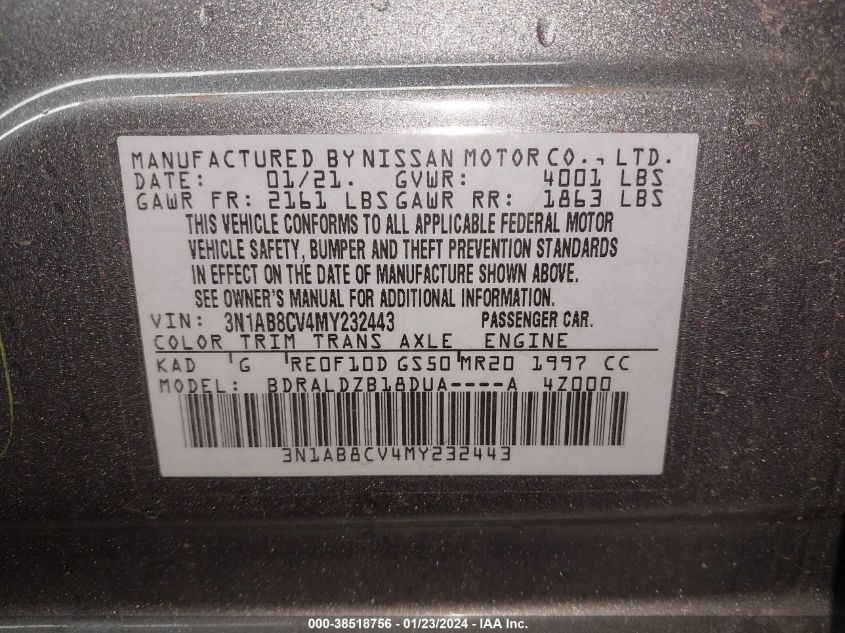 MANUFACTURED BY NISSAN MOTOR CO., LTD.
DATE: 01/21. GVWR: 4001 LBS
GAWR FR: 2161 LBS GAWR RR: 1863 LBS
THIS VEHICLE CONFORMS TO ALL APPLICABLE FEDERAL MOTOR
VEHICLE SAFETY, BUMPER AND THEFT PREVENTION STANDARDS
IN EFFECT ON THE DATE OF MANUFACTURE SHOWN ABOVE.
SEE OWNER'S MANUAL FOR ADDITIONAL INFORMATION.
VIN: 3N1AB8CV4MY232443 PASSENGER CAR.
COLOR TRIM TRANS AXLE ENGINE
KAD G RE0F10D GS50 MR20 1997 CC
MODEL: BDRALDZB18DUA----A 4Z000
3N1AB8CV4MY232443
000-38518756 - 01/23/2024 - IAA Inc.